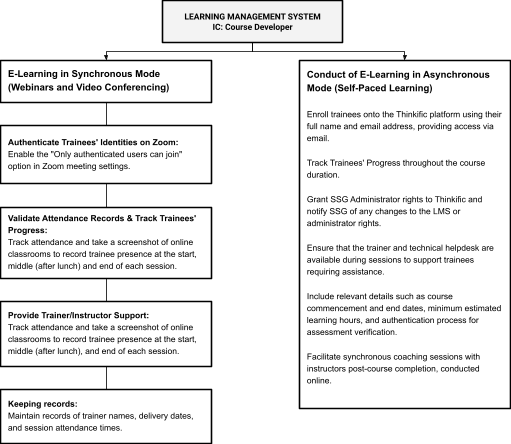 LEARNING MANAGEMENT SYSTEM
IC: Course Developer
E-Learning in Synchronous Mode
(Webinars and Video Conferencing)
Authenticate Trainees' Identities on Zoom:
Enable the "Only authenticated users can join"
option in Zoom meeting settings.
Validate Attendance Records & Track Trainees'
Progress:
Track attendance and take a screenshot of online
classrooms to record trainee presence at the start,
middle (after lunch) and end of each session.
Provide Trainer/Instructor Support:
Track attendance and take a screenshot of online
classrooms to record trainee presence at the start,
middle (after lunch), and end of each session.
Keeping records:
Maintain records of trainer names, delivery dates,
and session attendance times.
Conduct of E-Learning in Asynchronous
Mode (Self-Paced Learning)
Enroll trainees onto the Thinkific platform using their
full name and email address, providing access via
email.
Track Trainees' Progress throughout the course
duration.
Grant SSG Administrator rights to Thinkific and
notify SSG of any changes to the LMS or
administrator rights.
Ensure that the trainer and technical helpdesk are
available during sessions to support trainees
requiring assistance.
Include relevant details such as course
commencement and end dates, minimum estimated
learning hours, and authentication process for
assessment verification.
Facilitate synchronous coaching sessions with
instructors post-course completion, conducted
online.